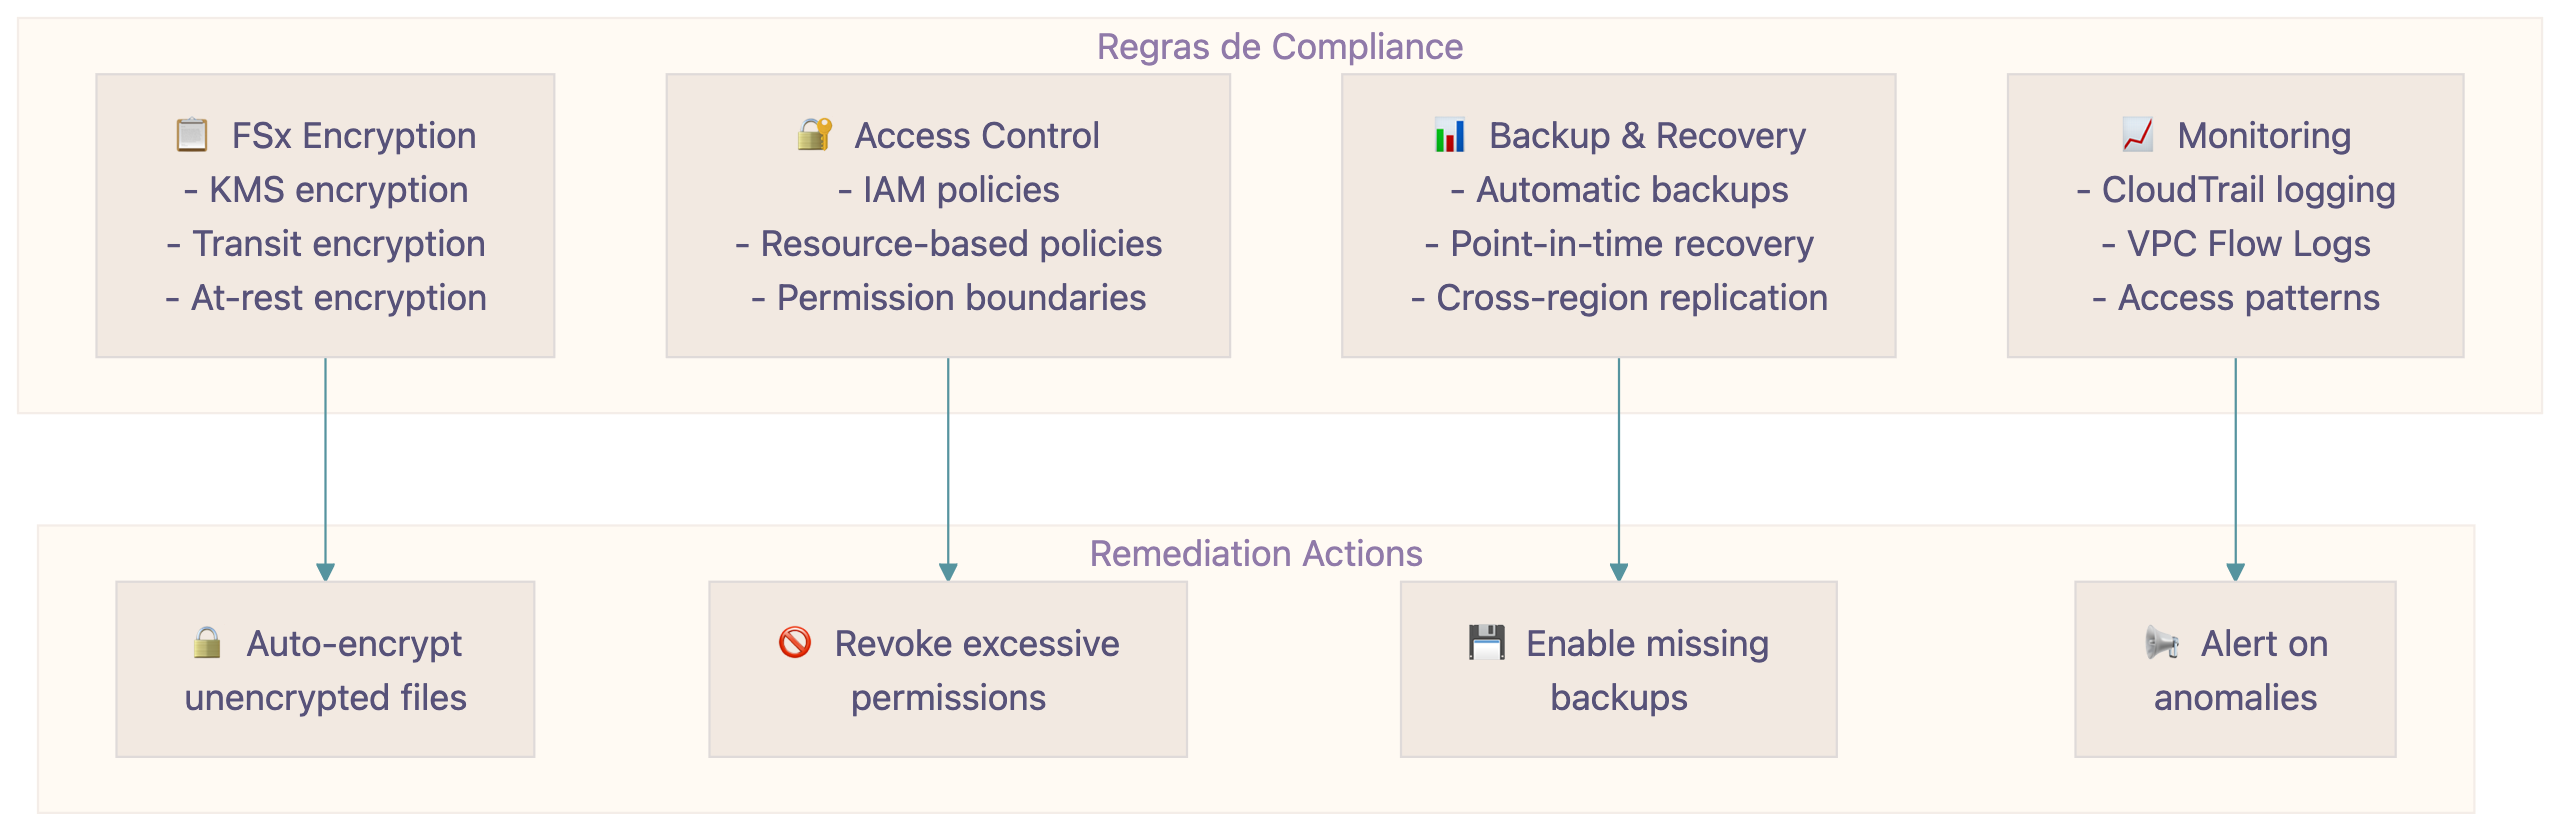 Regras de Compliance
📋 FSx Encryption
- KMS encryption
- Transit encryption
- At-rest encryption
🔐 Access Control
- IAM policies
- Resource-based policies
- Permission boundaries
📊 Backup & Recovery
- Automatic backups
- Point-in-time recovery
- Cross-region replication
📈 Monitoring
- CloudTrail logging
- VPC Flow Logs
- Access patterns
Remediation Actions
🔒 Auto-encrypt
unencrypted files
🚫 Revoke excessive
permissions
💾 Enable missing
backups
📢 Alert on
anomalies